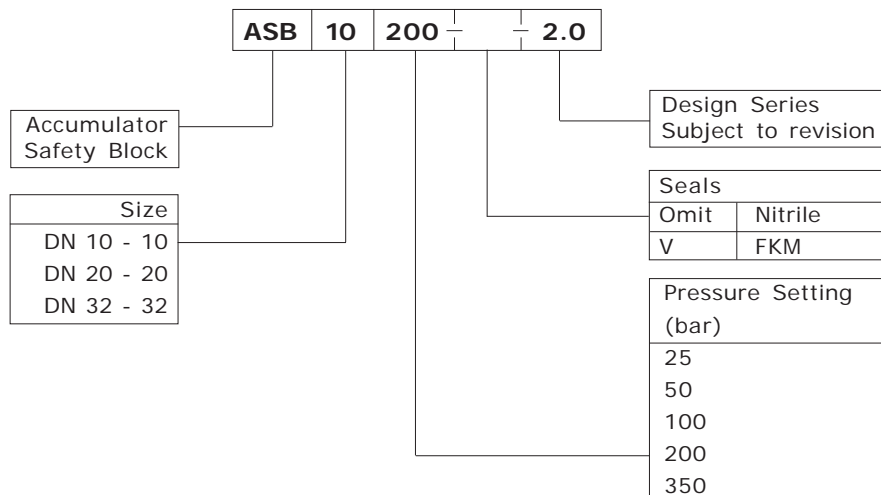 ASB 10 200 - - 2.0
Accumulator
Safety Block
Size
DN 10 - 10
DN 20 - 20
DN 32 - 32
Design Series
Subject to revision
Seals
Omit Nitrile
V FKM
Pressure Setting
(bar)
25
50
100
200
350